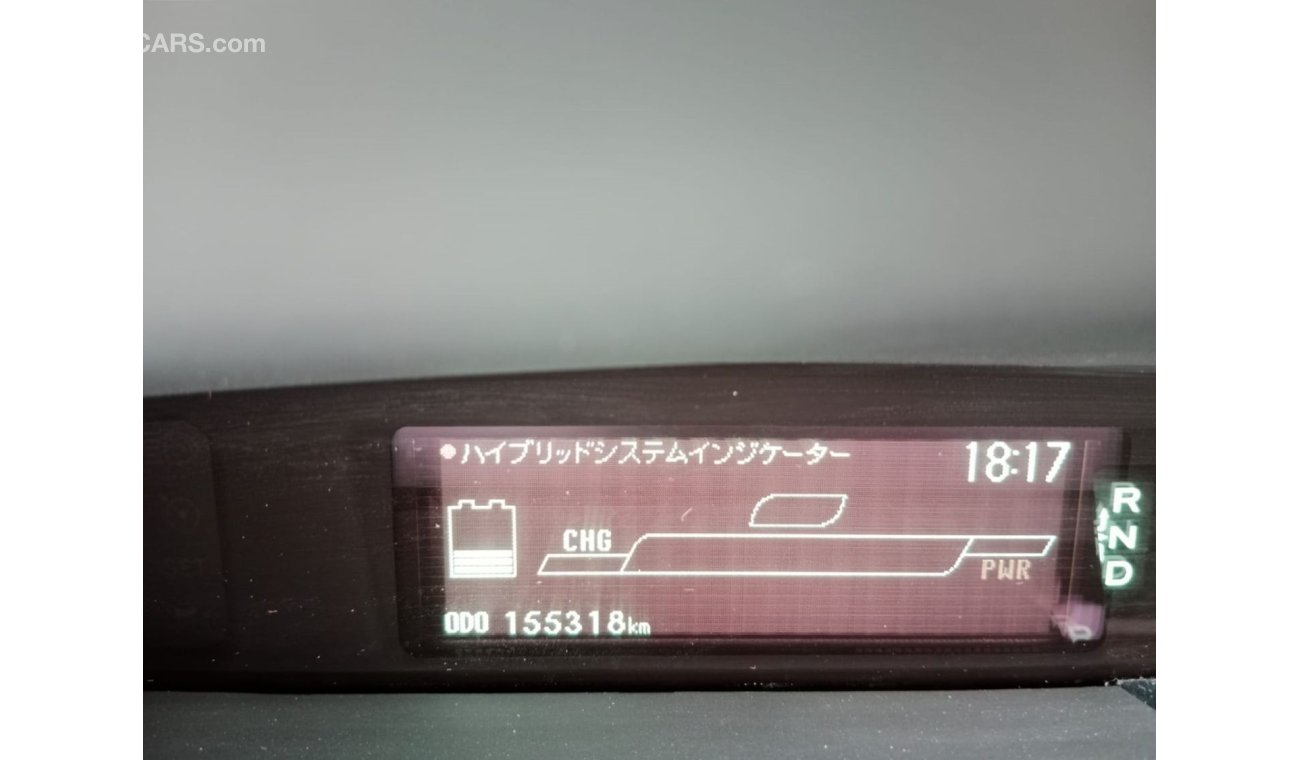 CARS.com
ハイブリッドシステムインジケーター 18:17
R
CHG
N
PWR
D
ODO 155318km
P